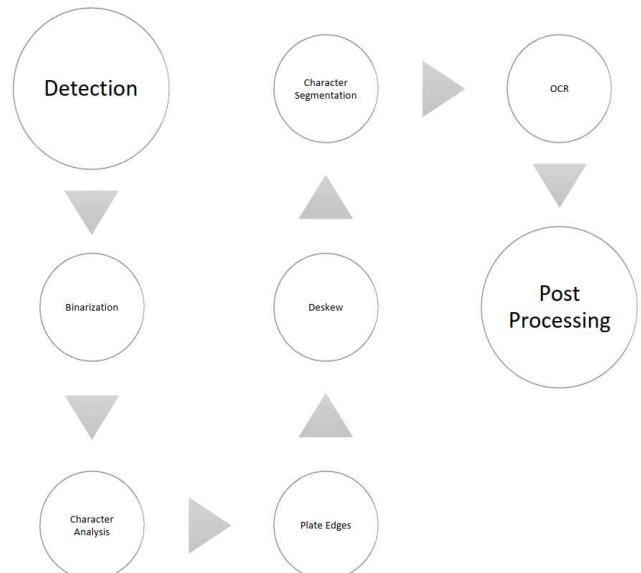 Detection
Binarization
Character
Analysis
Plate Edges
Deskew
Character
Segmentation
OCR
Post
Processing